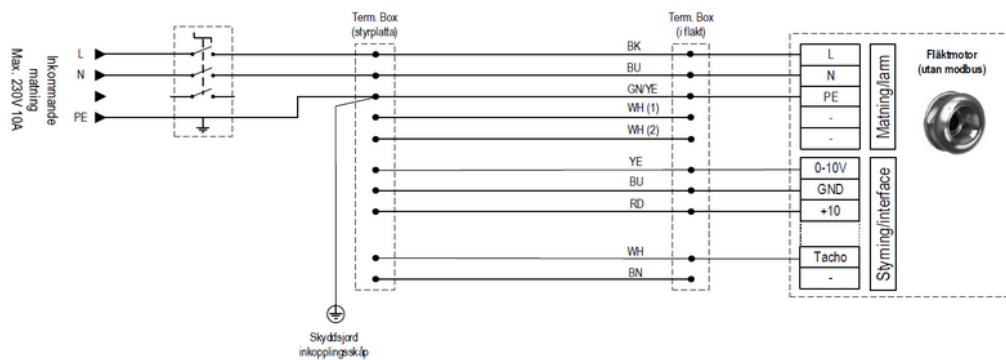 Term. Box
(styrplatta)
Term. Box
(i fläkt)
Inkommande
matning
Max. 230V 10A
L
N
PE
BK
BU
GN/YE
WH (1)
WH (2)
YE
BU
RD
WH
BN
L
N
PE
-
-
0-10V
GND
+10
Tacho
-
Matning/larm
Styrning/interface
Fläktmotor
(utan modbus)
Skyddsjord
inkopplingsskåp